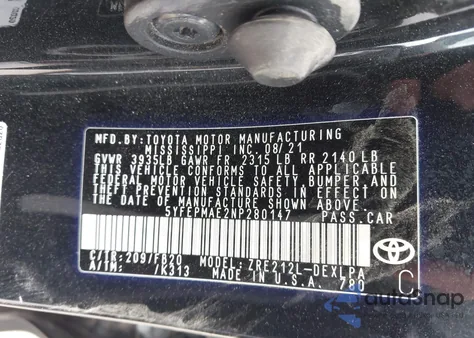 MFD.BY:TOYOTA MOTOR MANUFACTURING
MISSISSIPPI INC. 08/21
GVWR 3935LB GAWR FR 2315 LB RR 2140 LB
THIS VEHICLE CONFORMS TO ALL APPLICABLE
FEDERAL MOTOR VEHICLE SAFETY, BUMPER, AND
THEFT PREVENTION STANDARDS IN EFFECT ON
THE DATE OF MANUFACTURE SHOWN ABOVE.
5YFEPMAE2NP280147 PASS.CAR
C/TR:209/FB20 MODEL:ZRE212L-DEXLPA
A/TM: /K313 MADE IN U.S.A. 780 C
autosnap